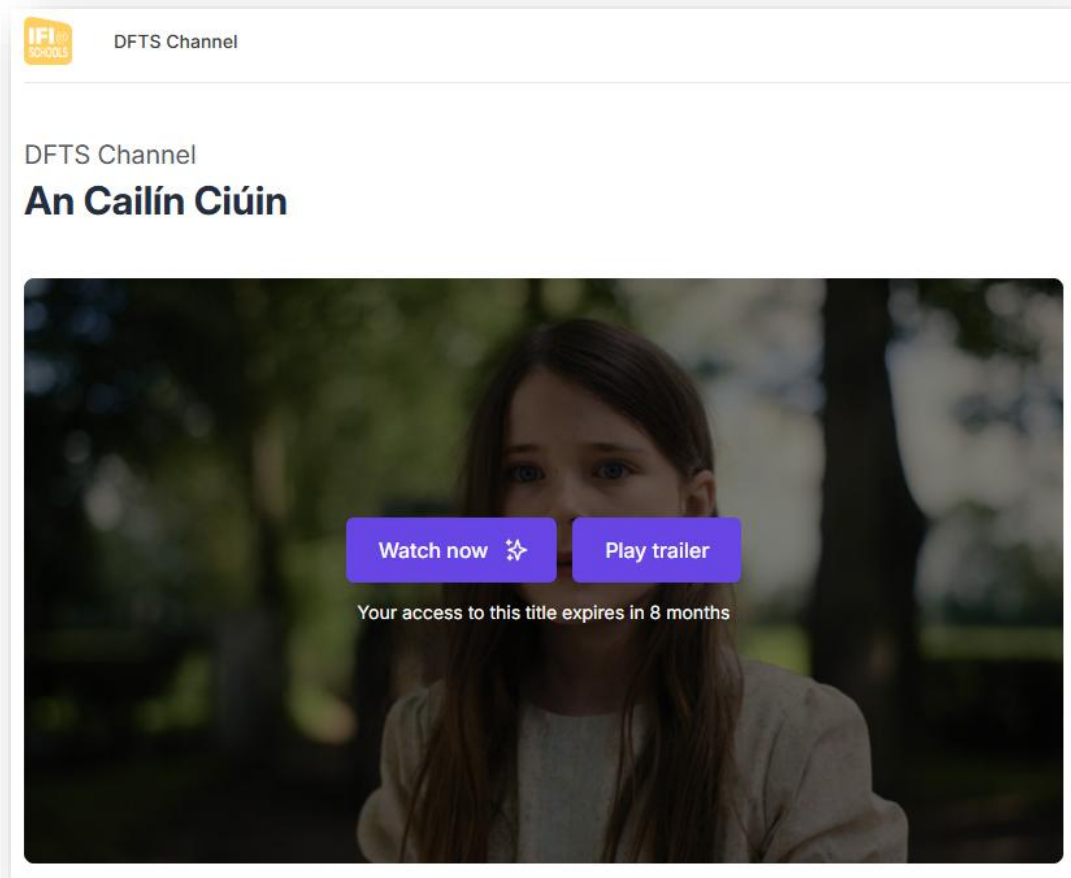 IFI@
SCHOOLS
DFTS Channel
DFTS Channel
An Cailín Ciúin
Watch now
Play trailer
Your access to this title expires in 8 months